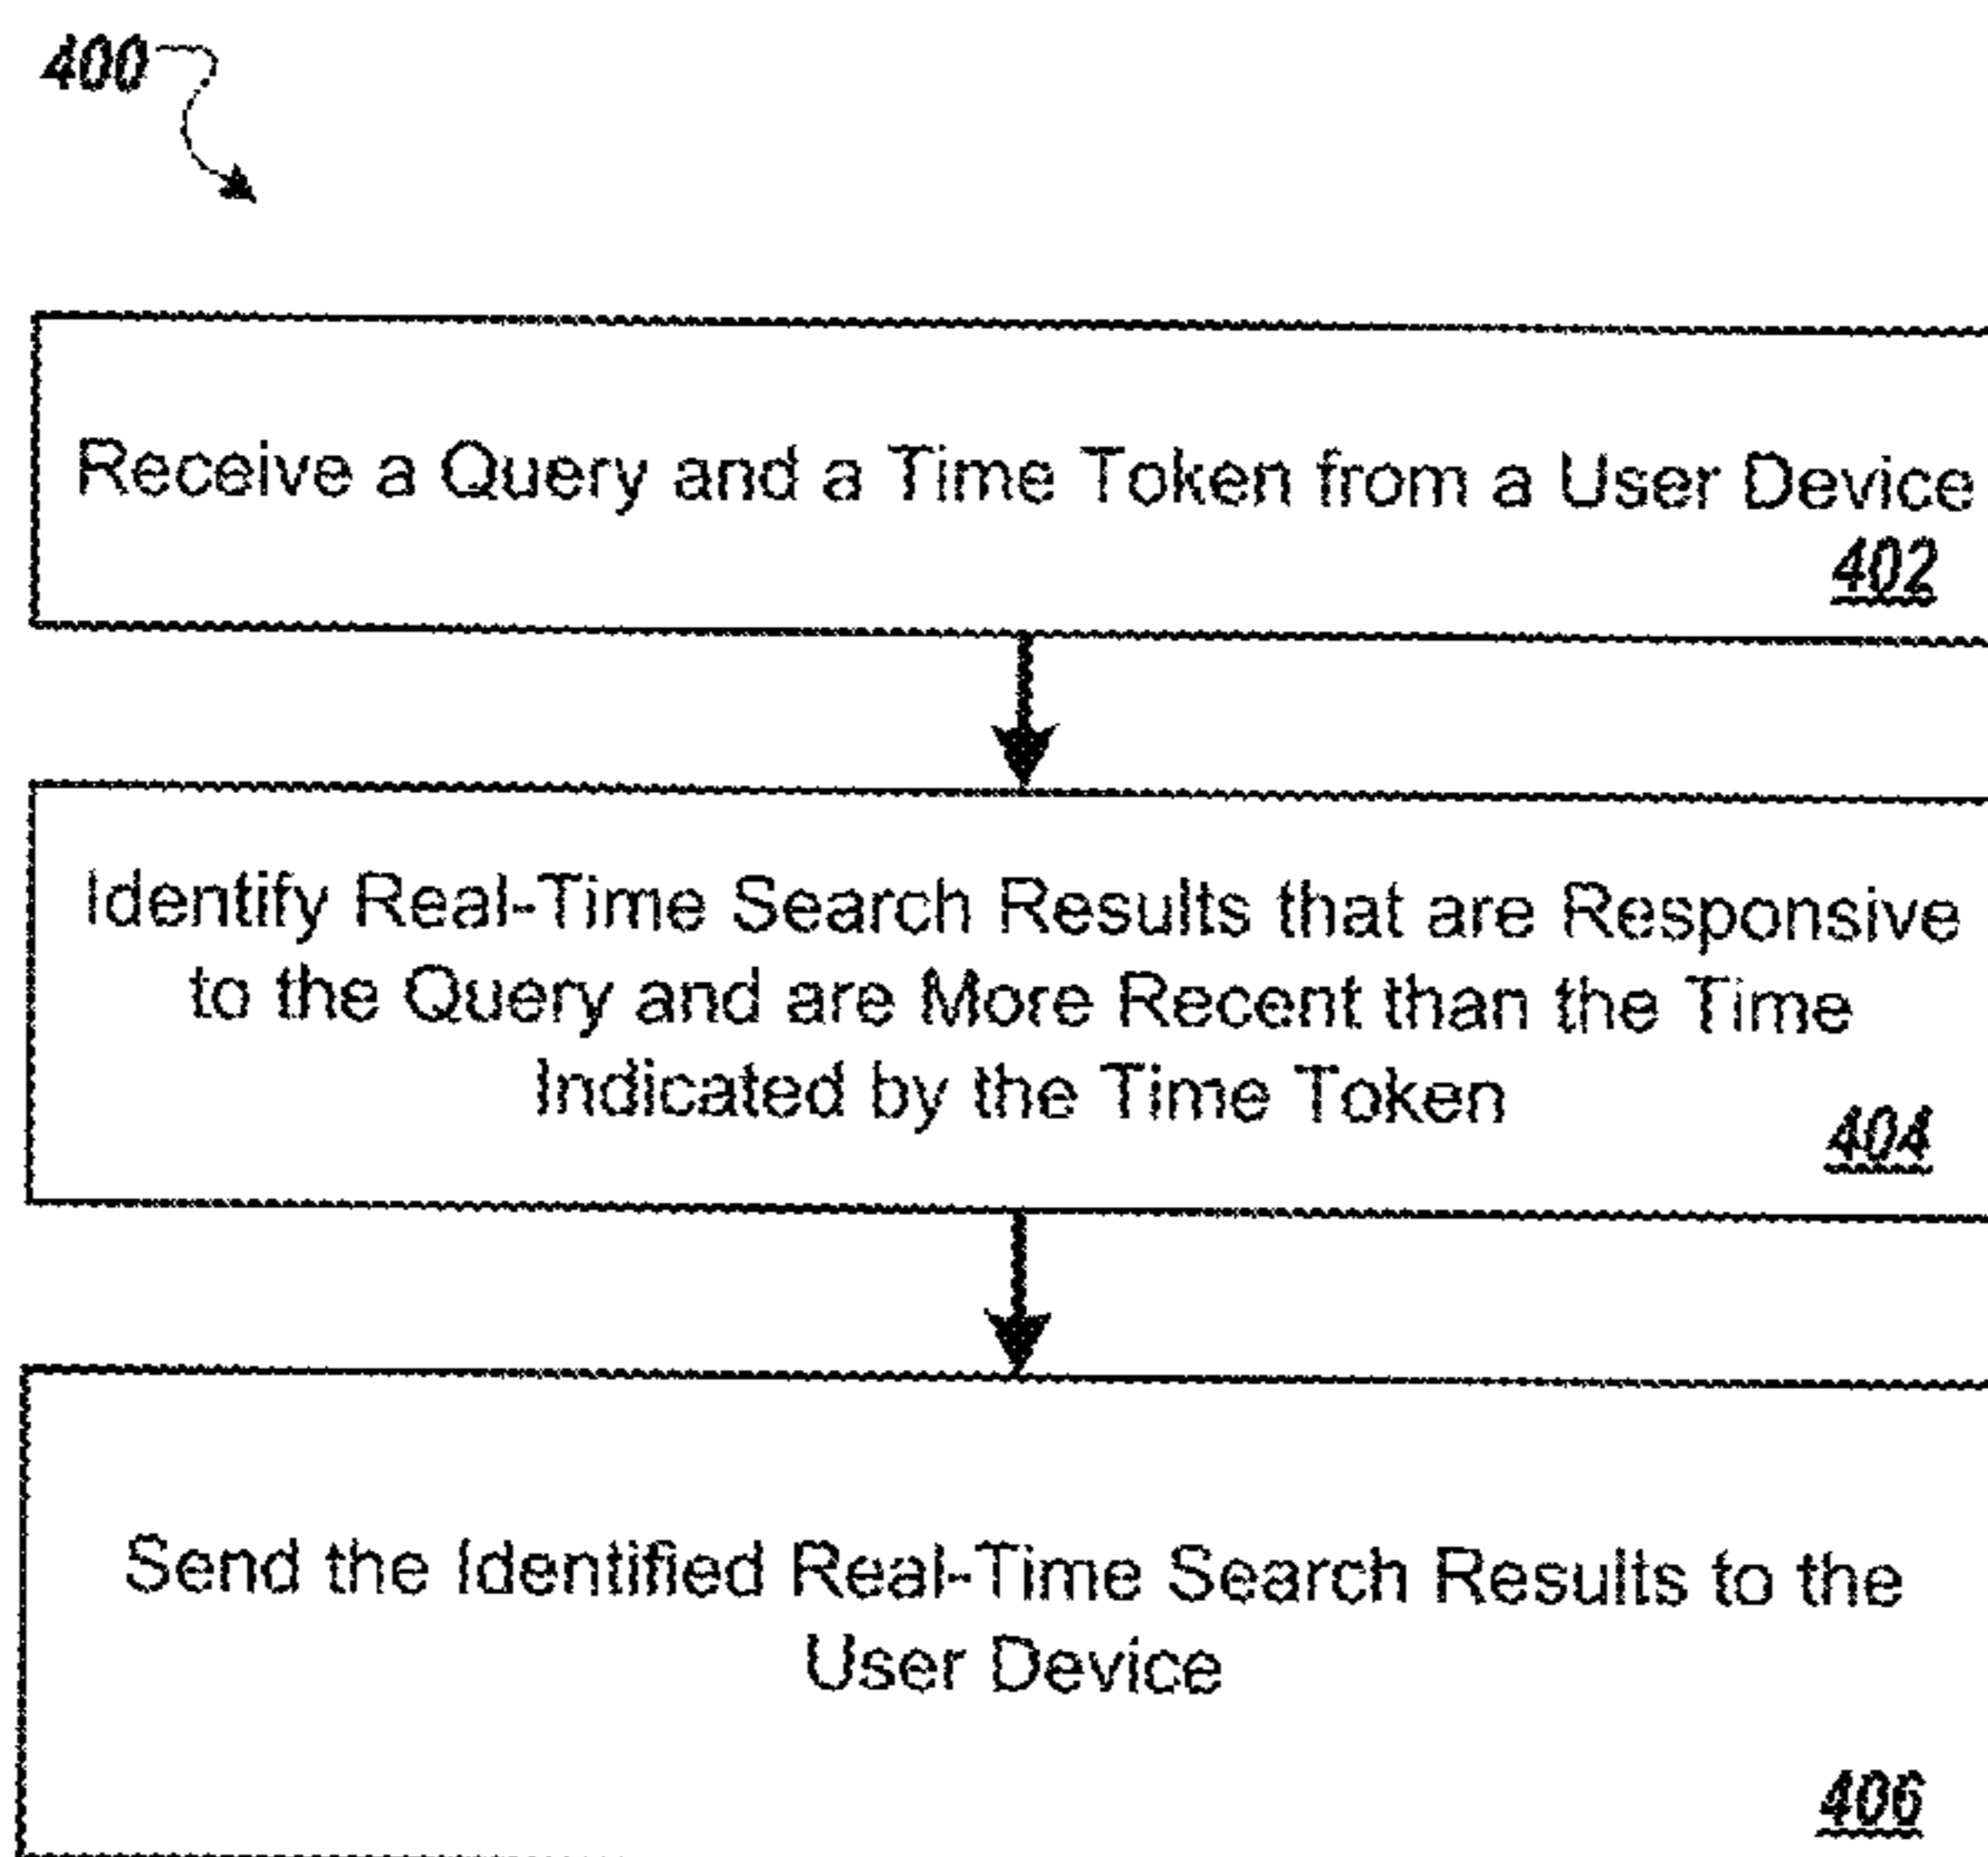 400
Receive a Query and a Time Token from a User Device
402
Identify Real-Time Search Results that are Responsive
to the Query and are More Recent than the Time
Indicated by the Time Token
404
Send the Identified Real-Time Search Results to the
User Device
406